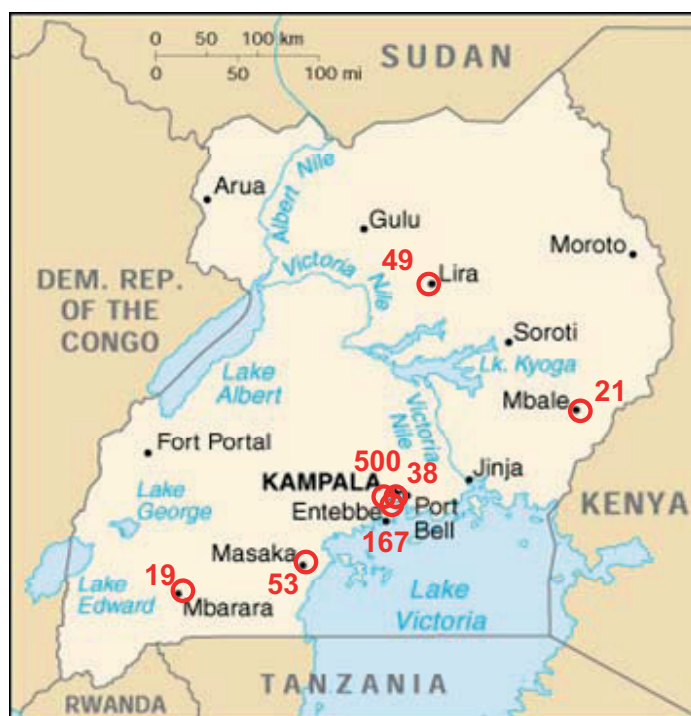 0 50 100 km
0 50 100 mi
SUDAN
Arua
Albert Nile
Gulu
Moroto
Victoria Nile
49
Lira
DEM. REP.
OF THE
CONGO
Soroti
Lk. Kyoga
Lake
Albert
21
Mbale
Victoria
Nile
Fort Portal
500
38
KAMPALA
Jinja
Lake
George
Entebbe
Port
Bell
KENYA
167
Masaka
53
19
Lake
Edward
Mbarara
Lake
Victoria
TANZANIA
RWANDA